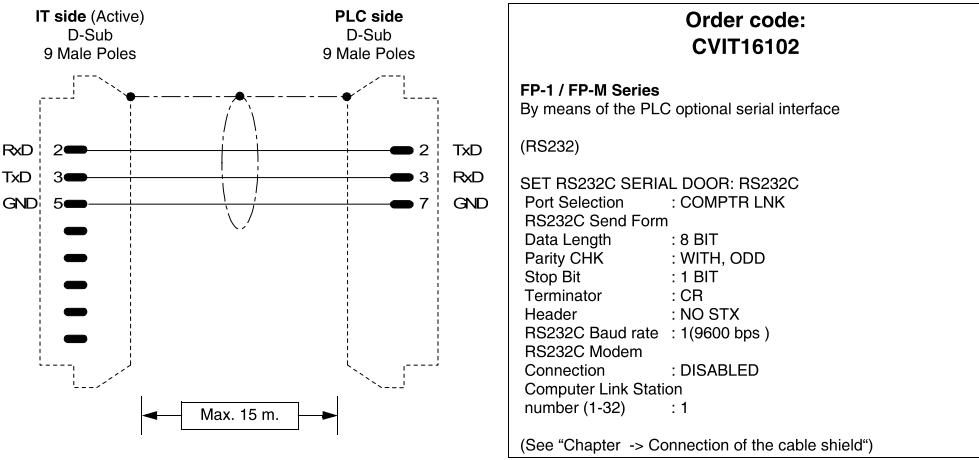 IT side (Active)
D-Sub
9 Male Poles
PLC side
D-Sub
9 Male Poles
RxD 2 2 TxD
TxD 3 3 RxD
GND 5 7 GND
Max. 15 m.
Order code:
CVIT16102
FP-1 / FP-M Series
By means of the PLC optional serial interface
(RS232)
SET RS232C SERIAL DOOR: RS232C
Port Selection : COMPTR LNK
RS232C Send Form
Data Length : 8 BIT
Parity CHK : WITH, ODD
Stop Bit : 1 BIT
Terminator : CR
Header : NO STX
RS232C Baud rate : 1(9600 bps )
RS232C Modem
Connection : DISABLED
Computer Link Station
number (1-32) : 1
(See “Chapter -> Connection of the cable shield“)